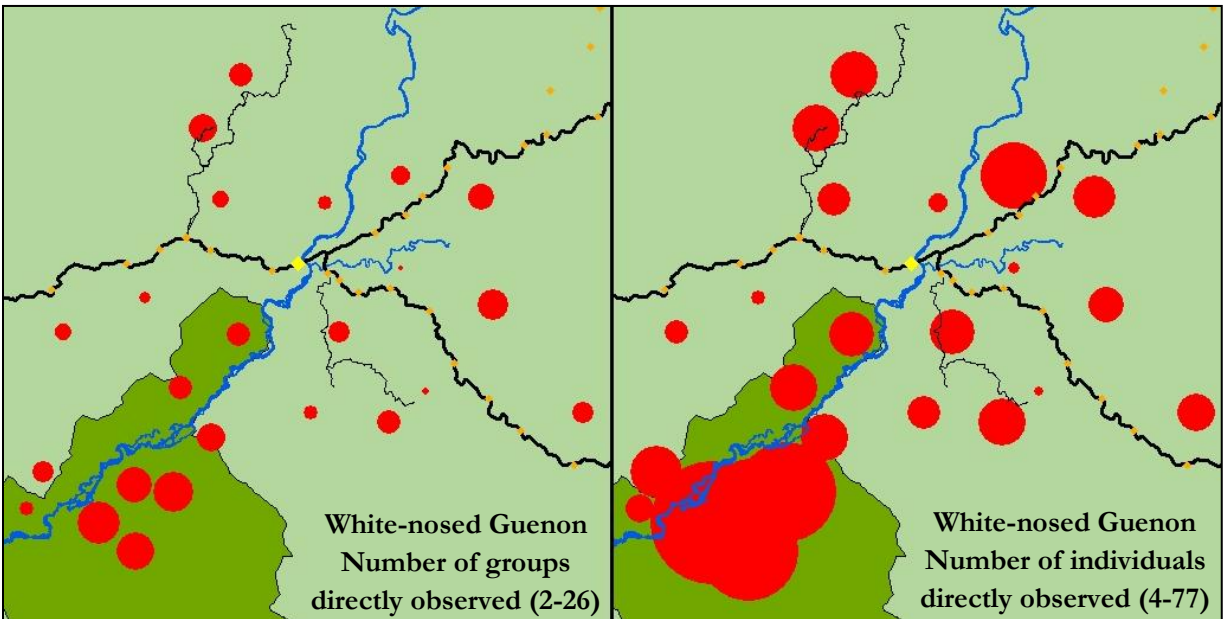 White-nosed Guenon
Number of groups
directly observed (2-26)
White-nosed Guenon
Number of individuals
directly observed (4-77)